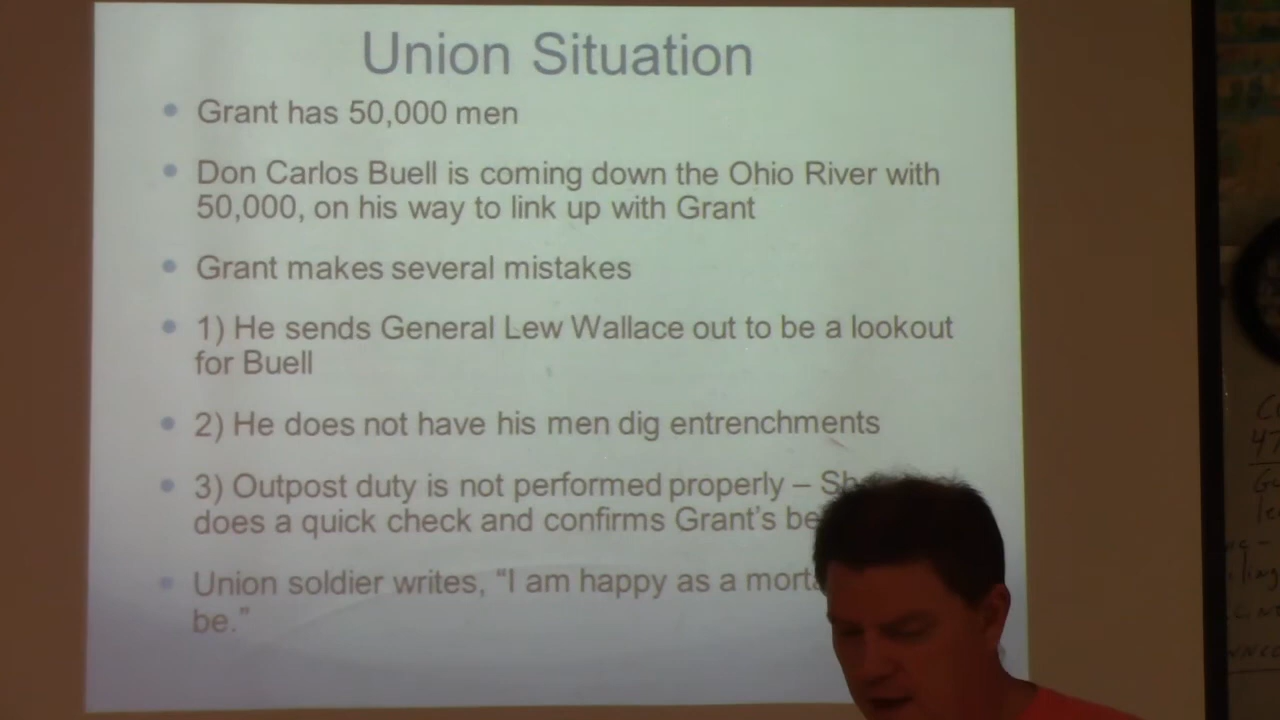 Union Situation
Grant has 50,000 men
Don Carlos Buell is coming down the Ohio River with
50,000, on his way to link up with Grant
Grant makes several mistakes
1) He sends General Lew Wallace out to be a lookout
for Buell
2) He does not have his men dig entrenchments
3) Outpost duty is not performed properly –
does a quick check and confirms Grant's
Union soldier writes, “I am happy as a
be.”